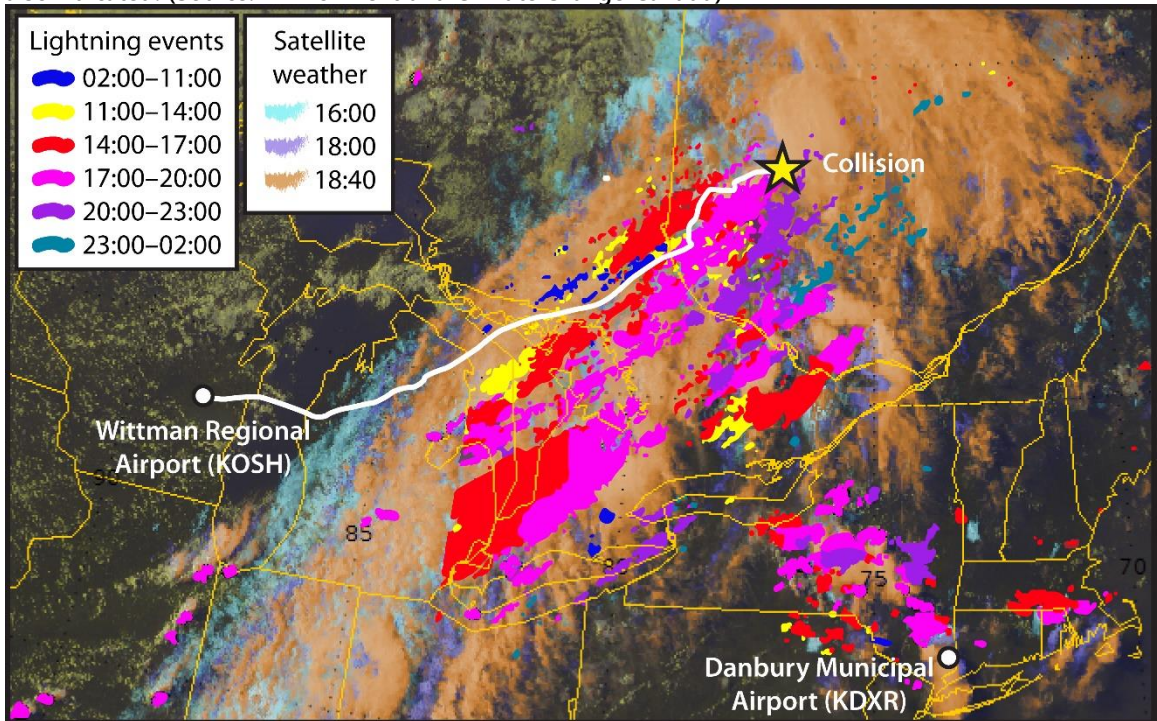 Lightning events
02:00–11:00
11:00–14:00
14:00–17:00
17:00–20:00
20:00–23:00
23:00–02:00
Satellite
weather
16:00
18:00
18:40
Collision
Wittman Regional
Airport (KOSH)
85
80
75
70
Danbury Municipal
Airport (KDXR)